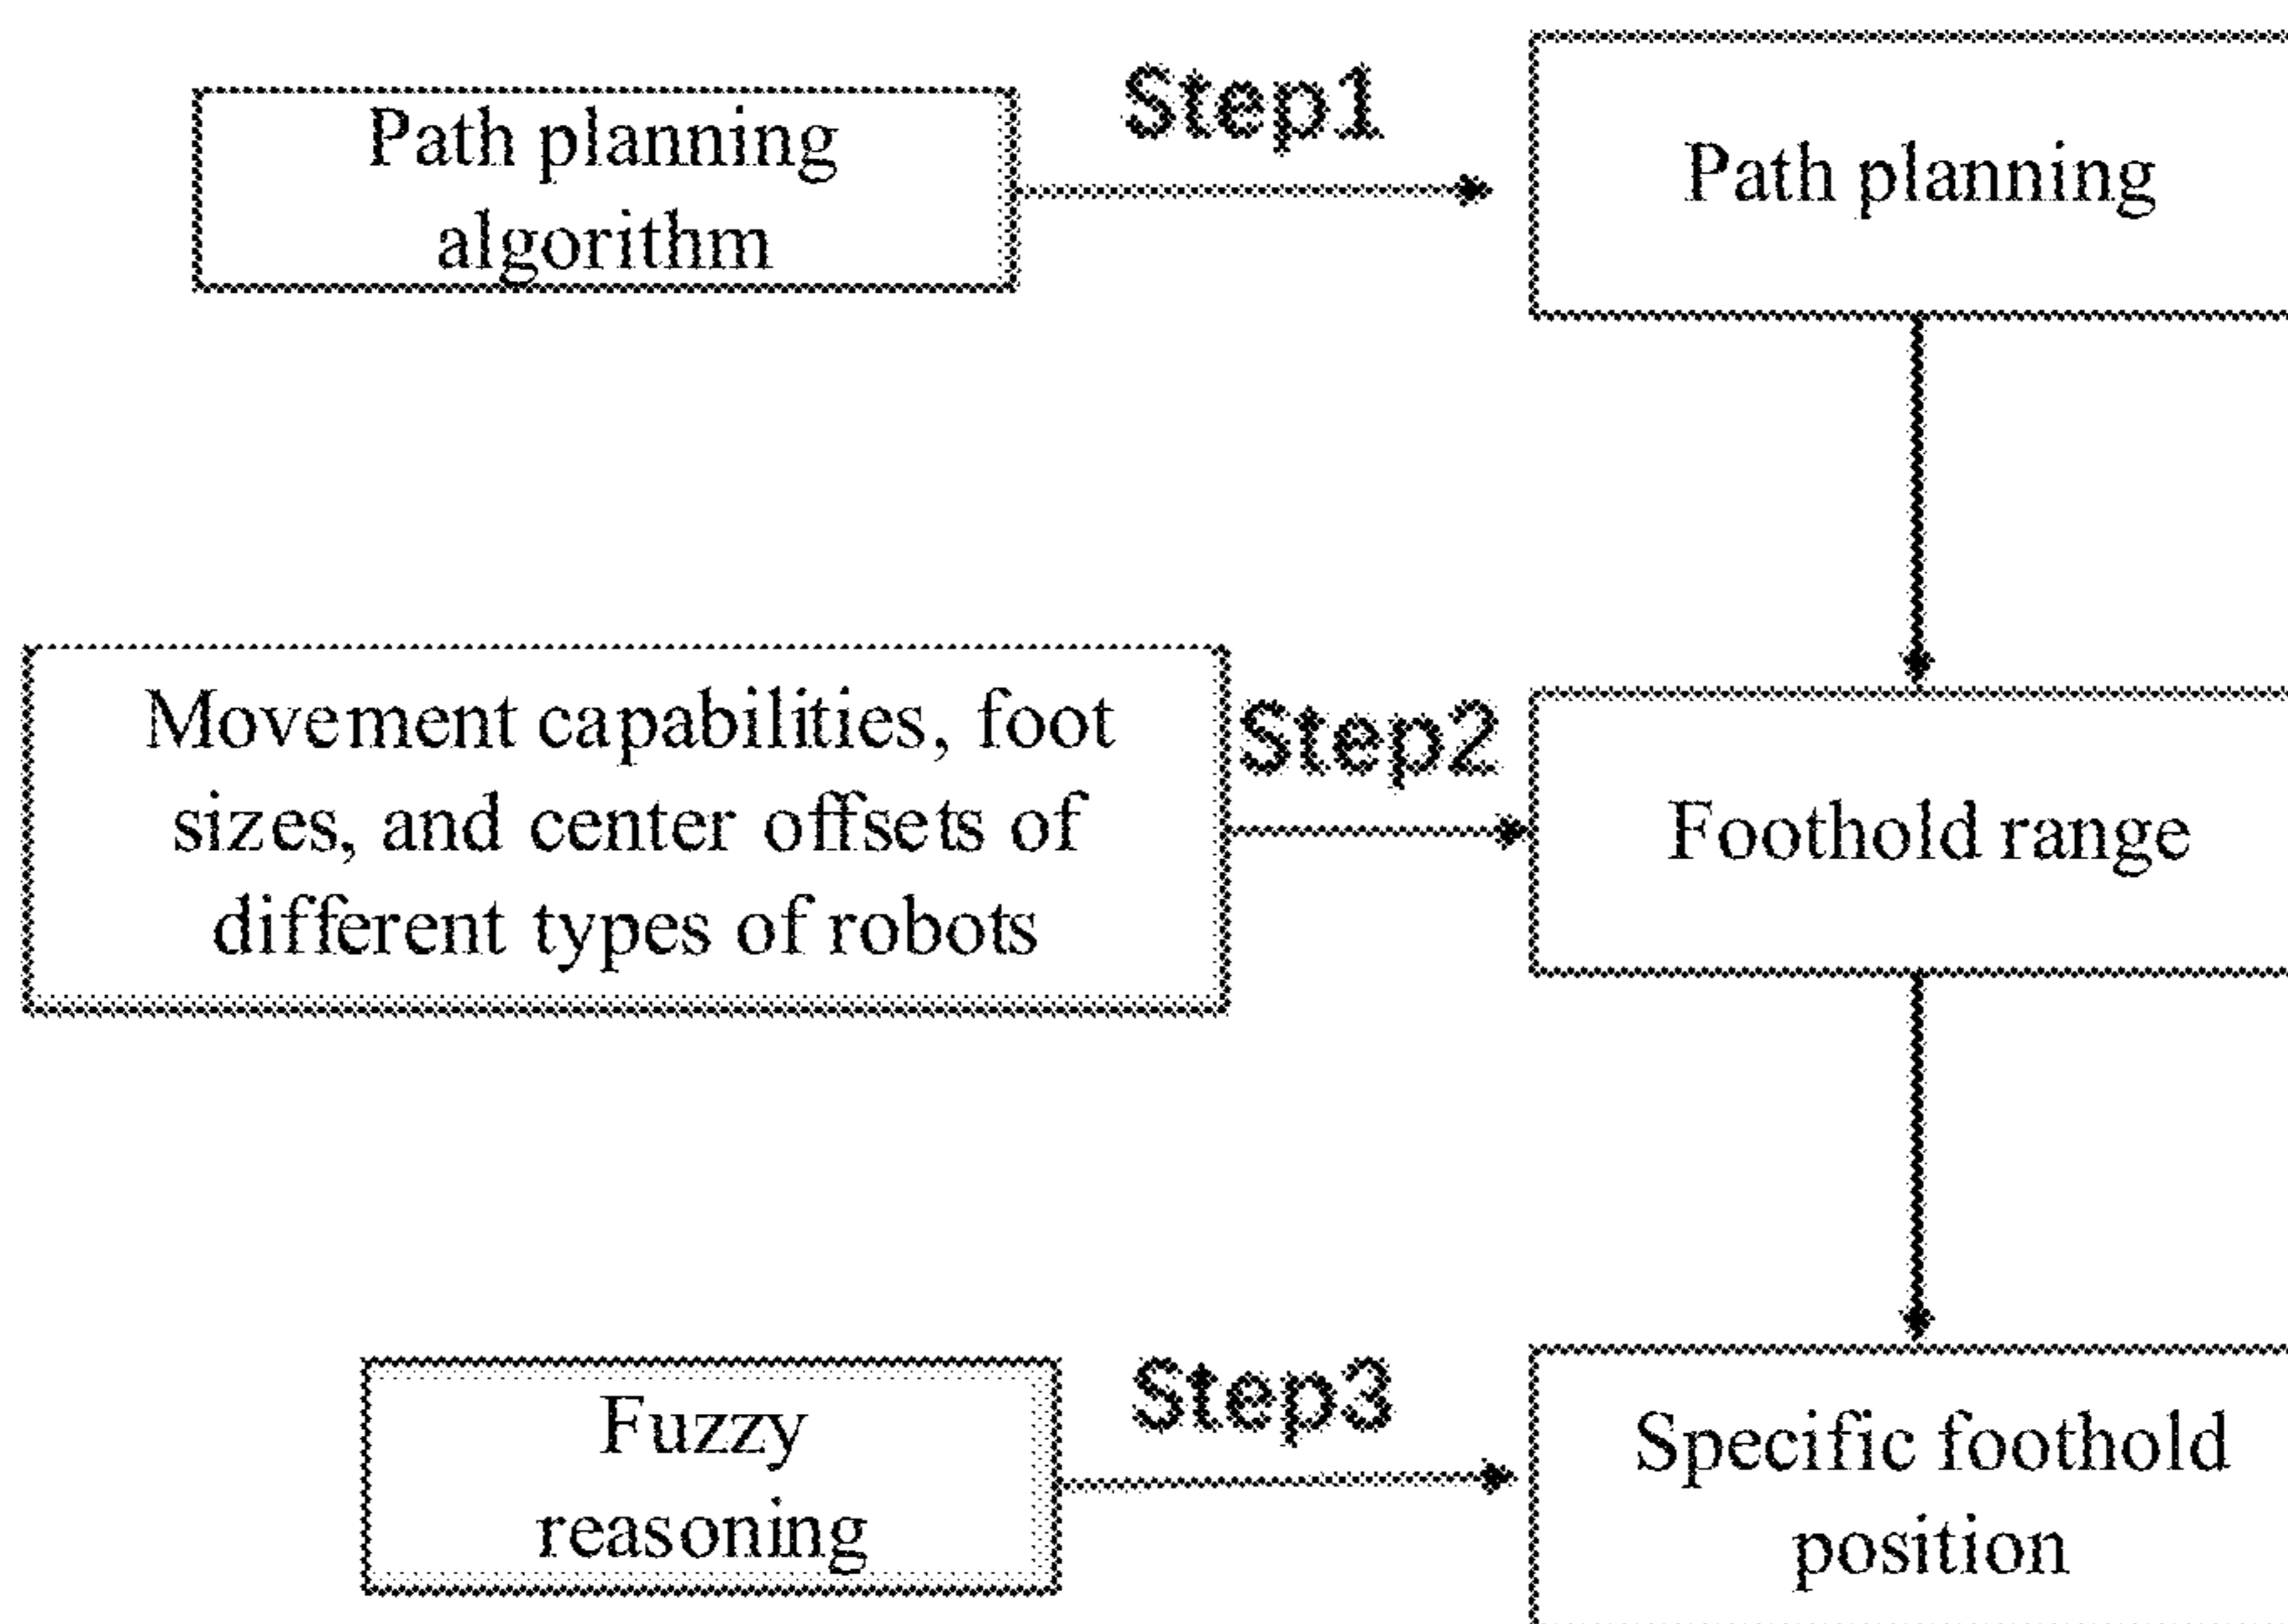 Path planning
algorithm
Step1
Path planning
Movement capabilities, foot
sizes, and center offsets of
different types of robots
Step2
Foothold range
Fuzzy
reasoning
Step3
Specific foothold
position